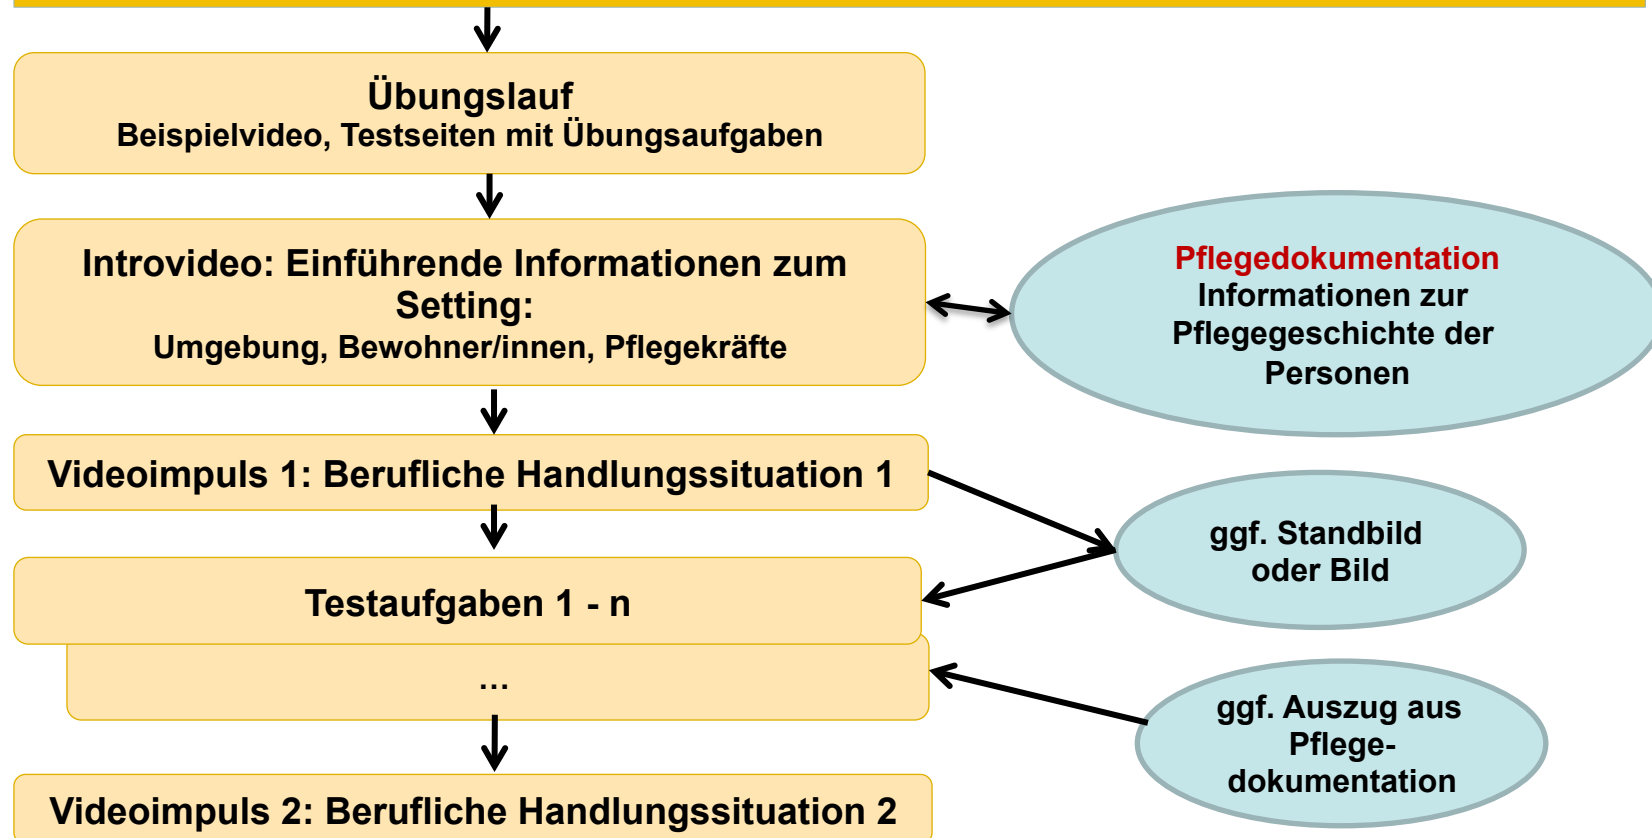 Übungslauf
Beispielvideo, Testseiten mit Übungsaufgaben
Introvideo: Einführende Informationen zum
Setting:
Umgebung, Bewohner/innen, Pflegekräfte
Pflegedokumentation
Informationen zur
Pflegegeschichte der
Personen
Videoimpuls 1: Berufliche Handlungssituation 1
ggf. Standbild
oder Bild
Testaufgaben 1 - n
...
ggf. Auszug aus
Pflege-
dokumentation
Videoimpuls 2: Berufliche Handlungssituation 2